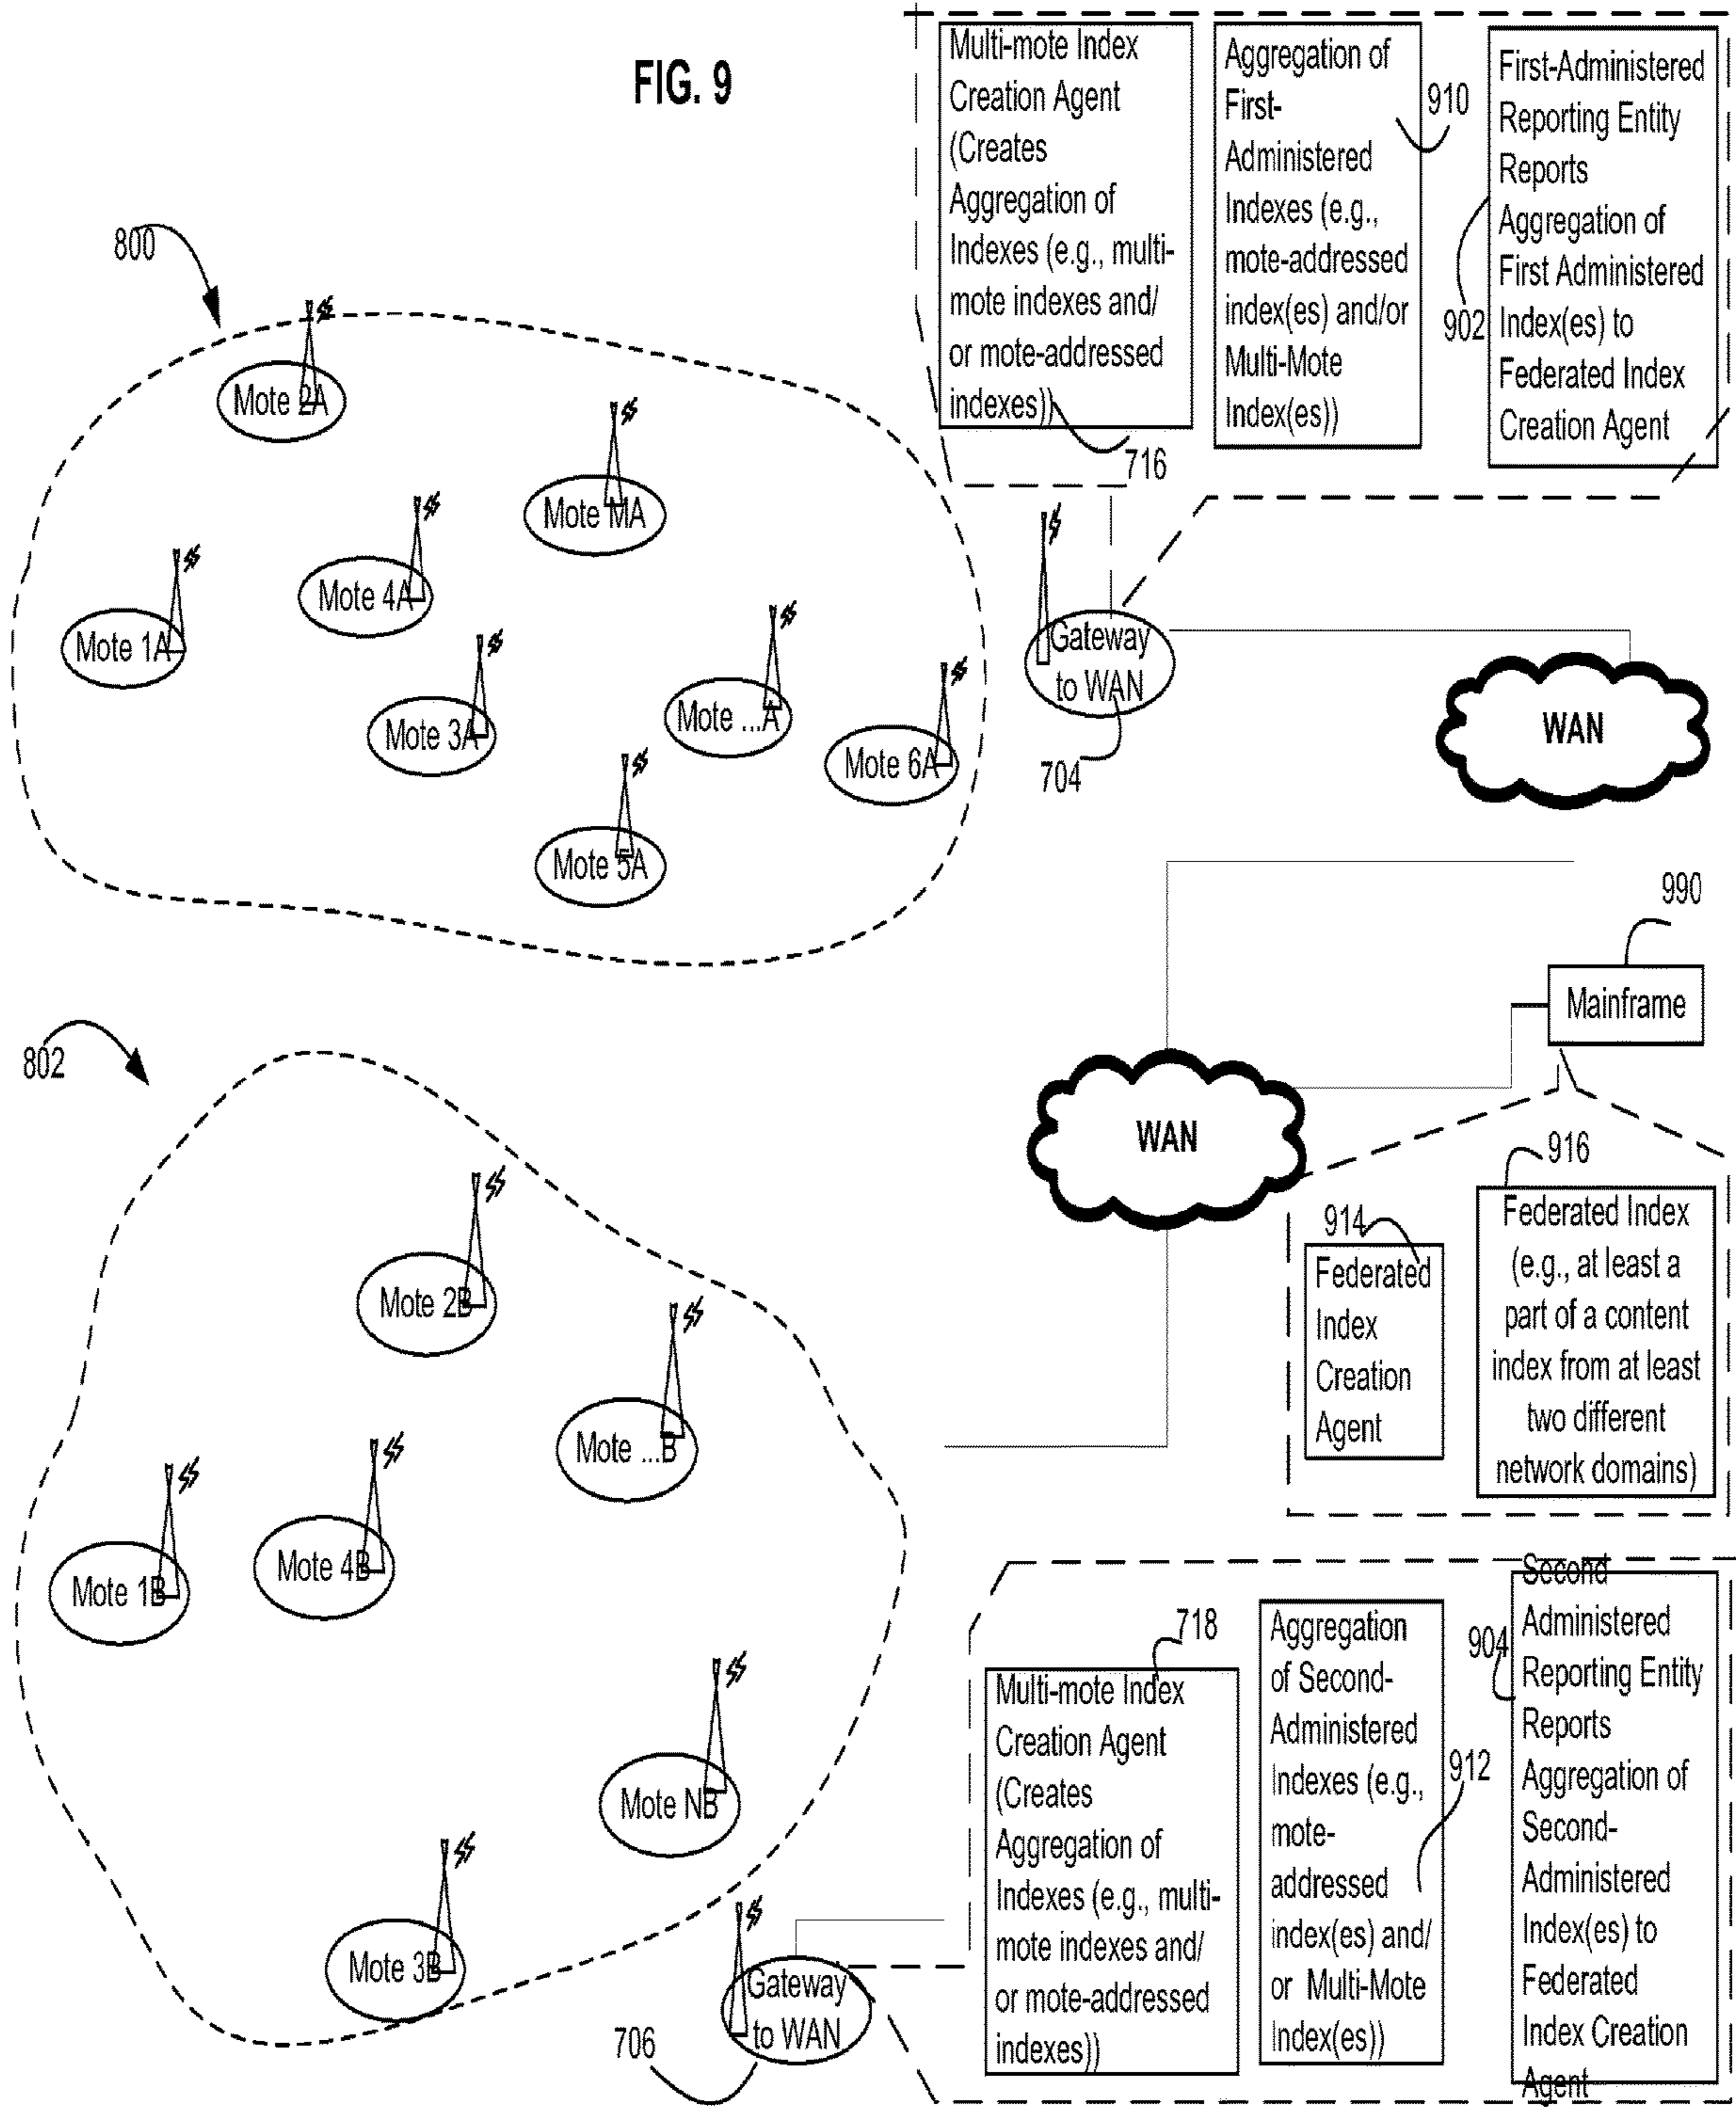 FIG. 9
Multi-mote Index
Creation Agent
(Creates
Aggregation of
Indexes (e.g., multi-
mote indexes and/
or mote-addressed
indexes))
716
Aggregation of
First-
Administered
Indexes (e.g.,
mote-addressed
index(es) and/or
Multi-Mote
Index(es))
910
First-Administered
Reporting Entity
Reports
Aggregation of
First Administered
Index(es) to
Federated Index
Creation Agent
902
800
Mote 2A
Mote MA
Mote 4A
Mote 1A
Mote 3A
Mote ...A
Mote 6A
Mote 5A
Gateway
to WAN
704
WAN
990
Mainframe
802
WAN
916
Federated Index
(e.g., at least a
part of a content
index from at least
two different
network domains)
914
Federated
Index
Creation
Agent
Mote 2B
Mote ...B
Mote 4B
Mote 1B
Mote NB
Mote 3B
Gateway
to WAN
706
718
Multi-mote Index
Creation Agent
(Creates
Aggregation of
Indexes (e.g., multi-
mote indexes and/
or mote-addressed
indexes))
Aggregation
of Second-
Administered
Indexes (e.g.,
mote-
addressed
index(es) and/
or Multi-Mote
Index(es))
912
904
Second
Administered
Reporting Entity
Reports
Aggregation of
Second-
Administered
Index(es) to
Federated
Index Creation
Agent